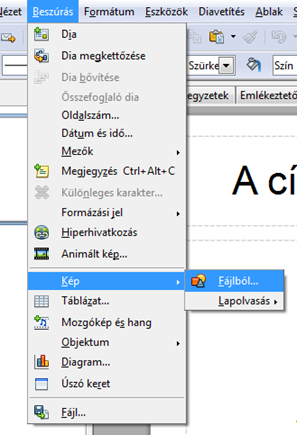 Nézet Beszúrás Formátum Eszközök Diavetítés Ablak
Szürke Szín
Dia
Dia megkettőzése
Dia bővítése
Összefoglaló dia
Oldalszám...
Dátum és idő...
Mezők
Megjegyzés Ctrl+Alt+C
Különleges karakter...
Formázási jel
Hiperhivatkozás
Animált kép...
Kép
Fájlból...
Táblázat...
Lapolvasás
Mozgókép és hang
Objektum
Diagram...
Úszó keret
Fájl...
egyzetek Emlékeztető
A cí